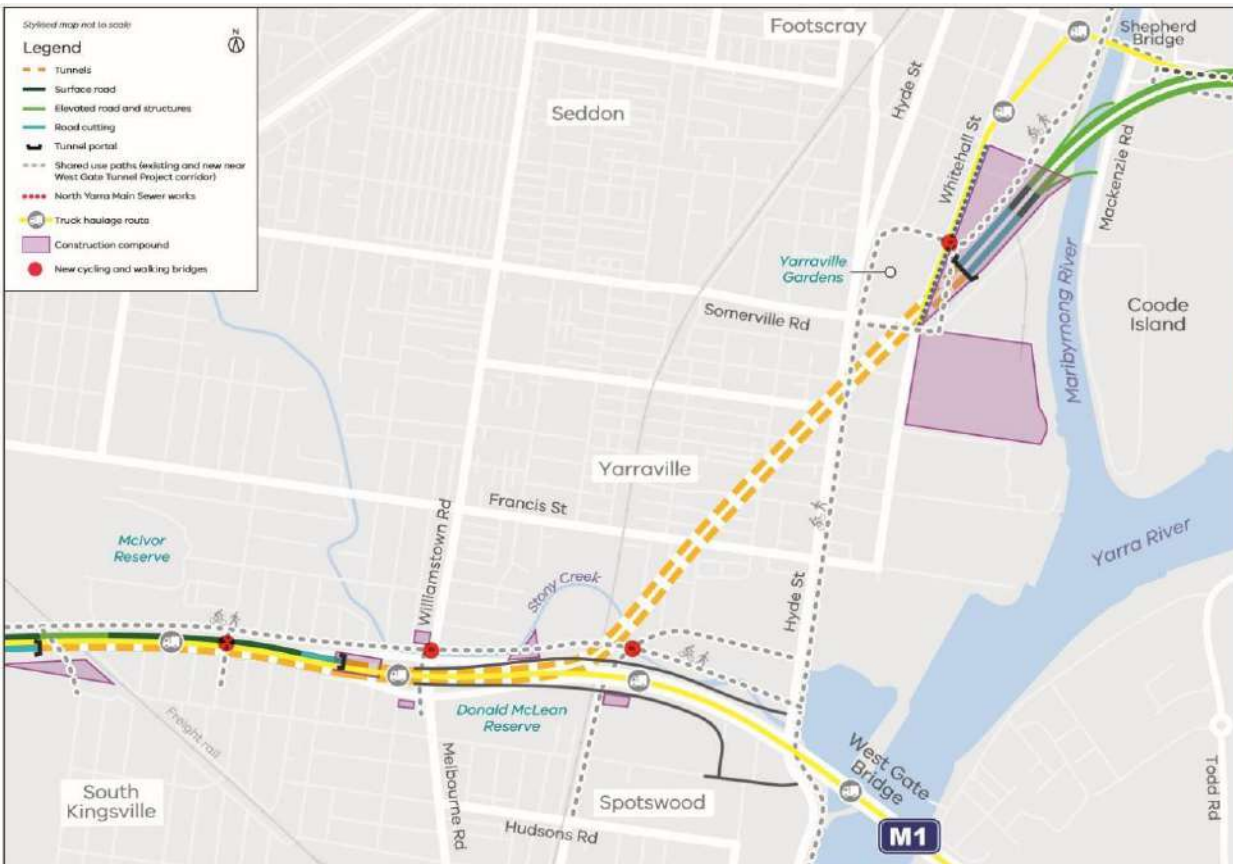 Stylised map not to scale
Legend
N
Tunnels
Surface road
Elevated road and structures
Road cutting
Tunnel portal
Shared use paths (existing and new near
West Gate Tunnel Project corridor)
North Yarra Main Sewer works
Truck haulage route
Construction compound
New cycling and walking bridges
Footscray
Shepherd
Bridge
Hyde St
Seddon
Whitehall St
Mackenzie Rd
Yarraville
Gardens
Maribyrnong River
Coode
Island
Somerville Rd
Yarraville
Francis St
Williamstown Rd
McIvor
Reserve
Yarra River
Stony Creek
Hyde St
Donald McLean
Reserve
Freight rail
West Gate
Bridge
Melbourne Rd
South
Kingsville
Spotswood
Todd Rd
Hudsons Rd
M1